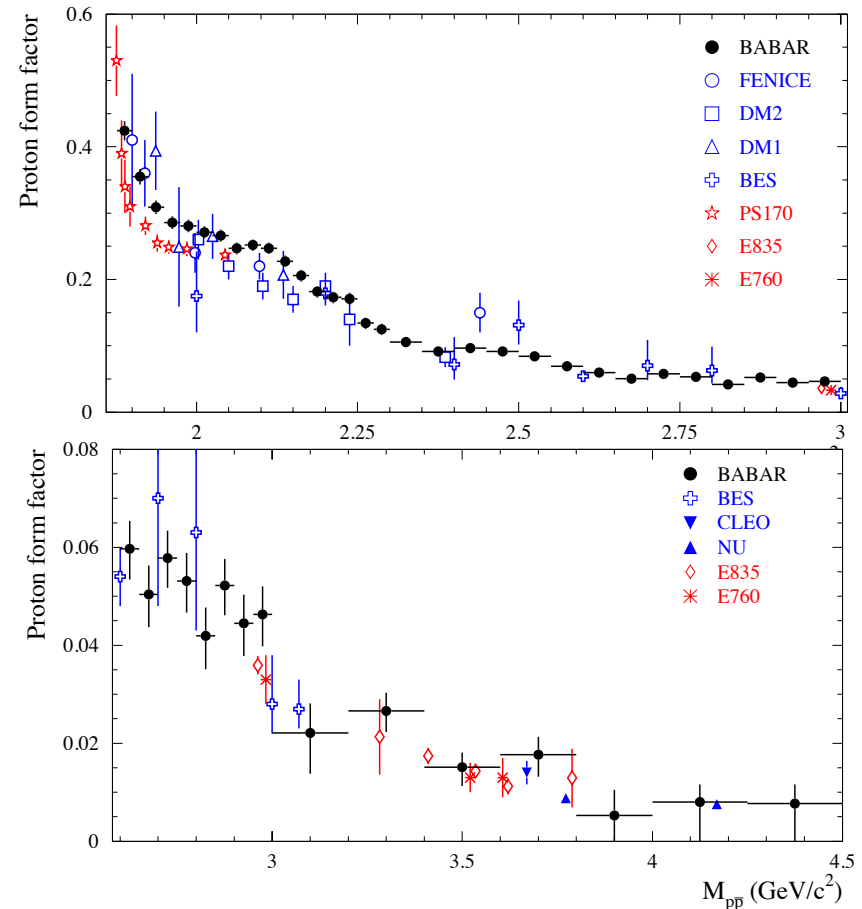 Proton form factor
0.6
0.4
0.2
0
BABAR
FENICE
DM2
DM1
BES
PS170
E835
E760
2 2.25 2.5 2.75 3
Proton form factor
0.08
0.06
0.04
0.02
0
BABAR
BES
CLEO
NU
E835
E760
3 3.5 4 4.5
M_pp̅ (GeV/c²)